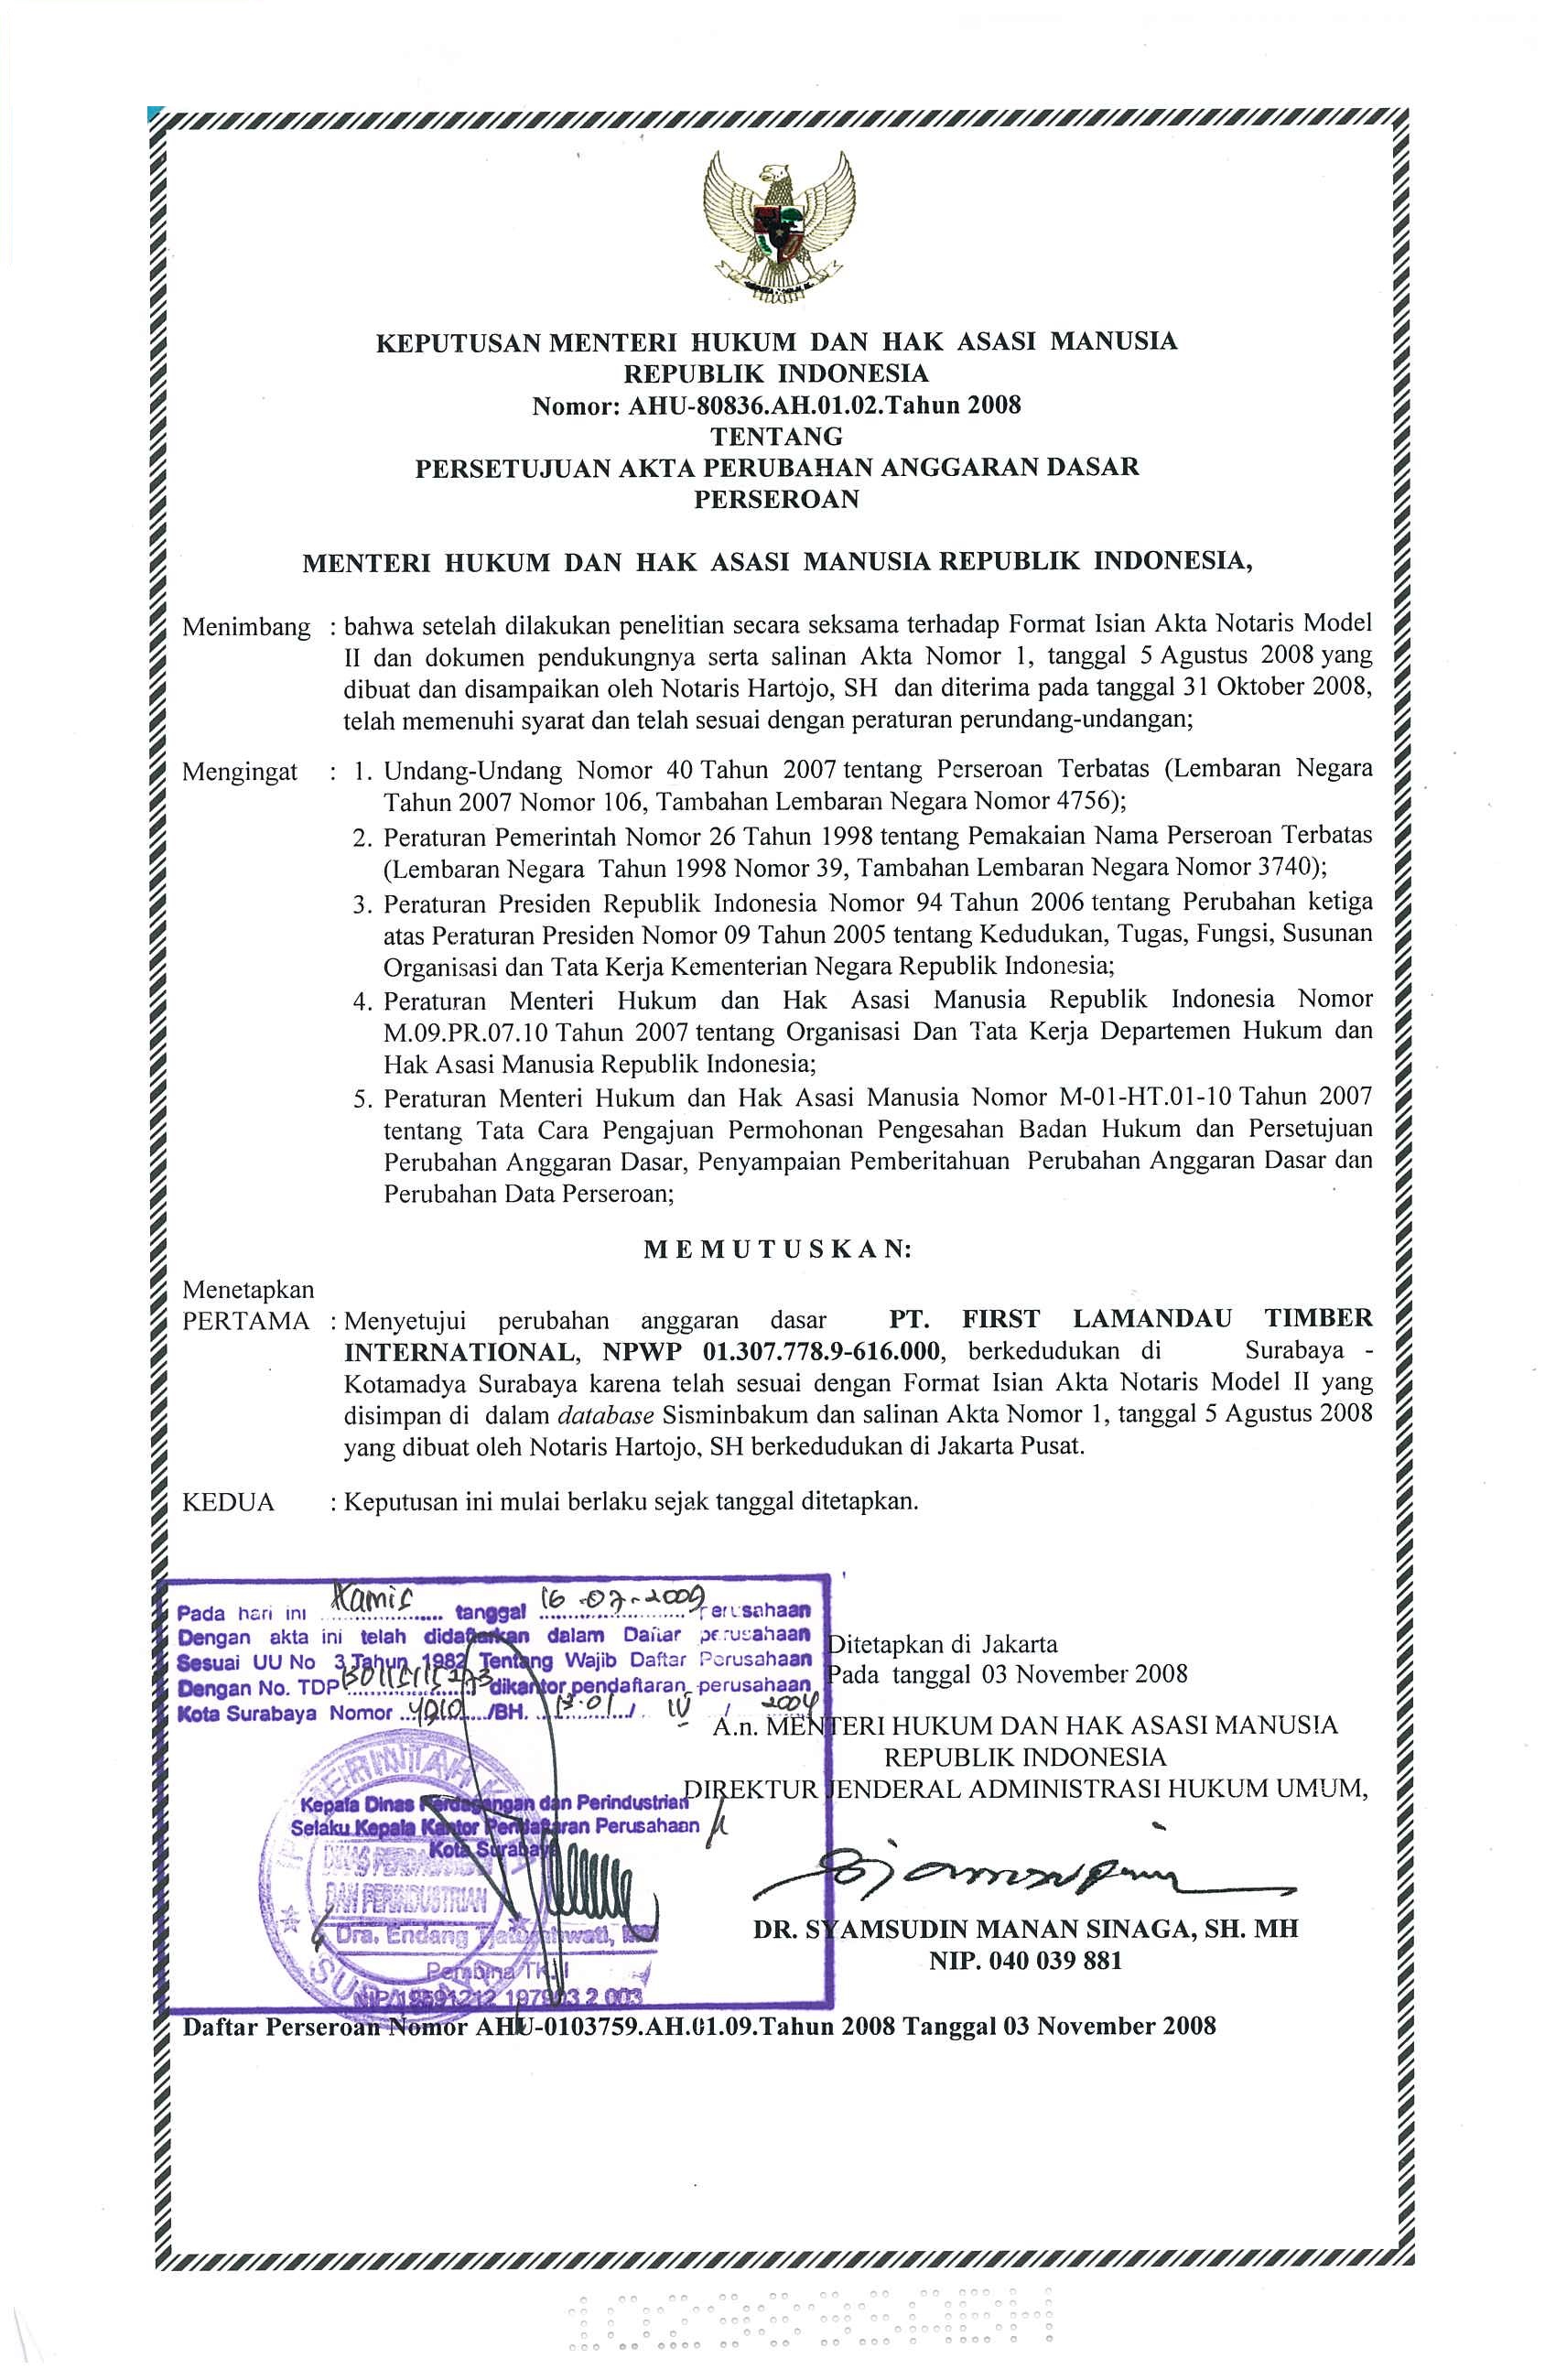 KEPUTUSAN MENTERI HUKUM DAN HAK ASASI MANUSIA
REPUBLIK INDONESIA
Nomor: AHU-80836.AH.01.02.Tahun 2008
TENTANG
PERSETUJUAN AKTA PERUBAHAN ANGGARAN DASAR
PERSEROAN
MENTERI HUKUM DAN HAK ASASI MANUSIA REPUBLIK INDONESIA,
Menimbang : bahwa setelah dilakukan penelitian secara seksama terhadap Format Isian Akta Notaris Model
II dan dokumen pendukungnya serta salinan Akta Nomor 1, tanggal 5 Agustus 2008 yang
dibuat dan disampaikan oleh Notaris Hartojo, SH dan diterima pada tanggal 31 Oktober 2008,
telah memenuhi syarat dan telah sesuai dengan peraturan perundang-undangan;
Mengingat : 1. Undang-Undang Nomor 40 Tahun 2007 tentang Perseroan Terbatas (Lembaran Negara
Tahun 2007 Nomor 106, Tambahan Lembaran Negara Nomor 4756);
2. Peraturan Pemerintah Nomor 26 Tahun 1998 tentang Pemakaian Nama Perseroan Terbatas
(Lembaran Negara Tahun 1998 Nomor 39, Tambahan Lembaran Negara Nomor 3740);
3. Peraturan Presiden Republik Indonesia Nomor 94 Tahun 2006 tentang Perubahan ketiga
atas Peraturan Presiden Nomor 09 Tahun 2005 tentang Kedudukan, Tugas, Fungsi, Susunan
Organisasi dan Tata Kerja Kementerian Negara Republik Indonesia;
4. Peraturan Menteri Hukum dan Hak Asasi Manusia Republik Indonesia Nomor
M.09.PR.07.10 Tahun 2007 tentang Organisasi Dan Tata Kerja Departemen Hukum dan
Hak Asasi Manusia Republik Indonesia;
5. Peraturan Menteri Hukum dan Hak Asasi Manusia Nomor M-01-HT.01-10 Tahun 2007
tentang Tata Cara Pengajuan Permohonan Pengesahan Badan Hukum dan Persetujuan
Perubahan Anggaran Dasar, Penyampaian Pemberitahuan Perubahan Anggaran Dasar dan
Perubahan Data Perseroan;
M E M U T U S K A N:
Menetapkan
PERTAMA : Menyetujui perubahan anggaran dasar PT. FIRST LAMANDAU TIMBER
INTERNATIONAL, NPWP 01.307.778.9-616.000, berkedudukan di Surabaya -
Kotamadya Surabaya karena telah sesuai dengan Format Isian Akta Notaris Model II yang
disimpan di dalam database Sisminbakum dan salinan Akta Nomor 1, tanggal 5 Agustus 2008
yang dibuat oleh Notaris Hartojo, SH berkedudukan di Jakarta Pusat.
KEDUA : Keputusan ini mulai berlaku sejak tanggal ditetapkan.
Pada hari ini Kamis tanggal 16-07-2009 Perusahaan
Dengan akta ini telah didaftarkan dalam Daftar perusahaan
Sesuai UU No 3 Tahun 1982 Tentang Wajib Daftar Perusahaan
Dengan No. TDP dikantor pendaftaran perusahaan
Kota Surabaya Nomor /BH. 13.01 / IV / 2004
Kepala Dinas Perdagangan dan Perindustrian
Selaku Kepala Kantor Pendaftaran Perusahaan
Kota Surabaya
PEMERINTAH
DINAS PERDAGANGAN
DAN PERINDUSTRIAN
SURABAYA
Dra. Endang
Pembina Tk. I
NIP. 19591212 2 003
Ditetapkan di Jakarta
Pada tanggal 03 November 2008
A.n. MENTERI HUKUM DAN HAK ASASI MANUSIA
REPUBLIK INDONESIA
DIREKTUR JENDERAL ADMINISTRASI HUKUM UMUM,
DR. SYAMSUDIN MANAN SINAGA, SH. MH
NIP. 040 039 881
Daftar Perseroan Nomor AHU-0103759.AH.01.09.Tahun 2008 Tanggal 03 November 2008